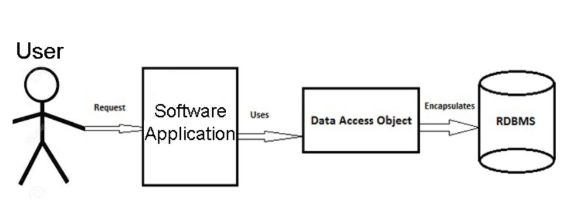 User
Request
Software
Application
Uses
Data Access Object
Encapsulates
RDBMS